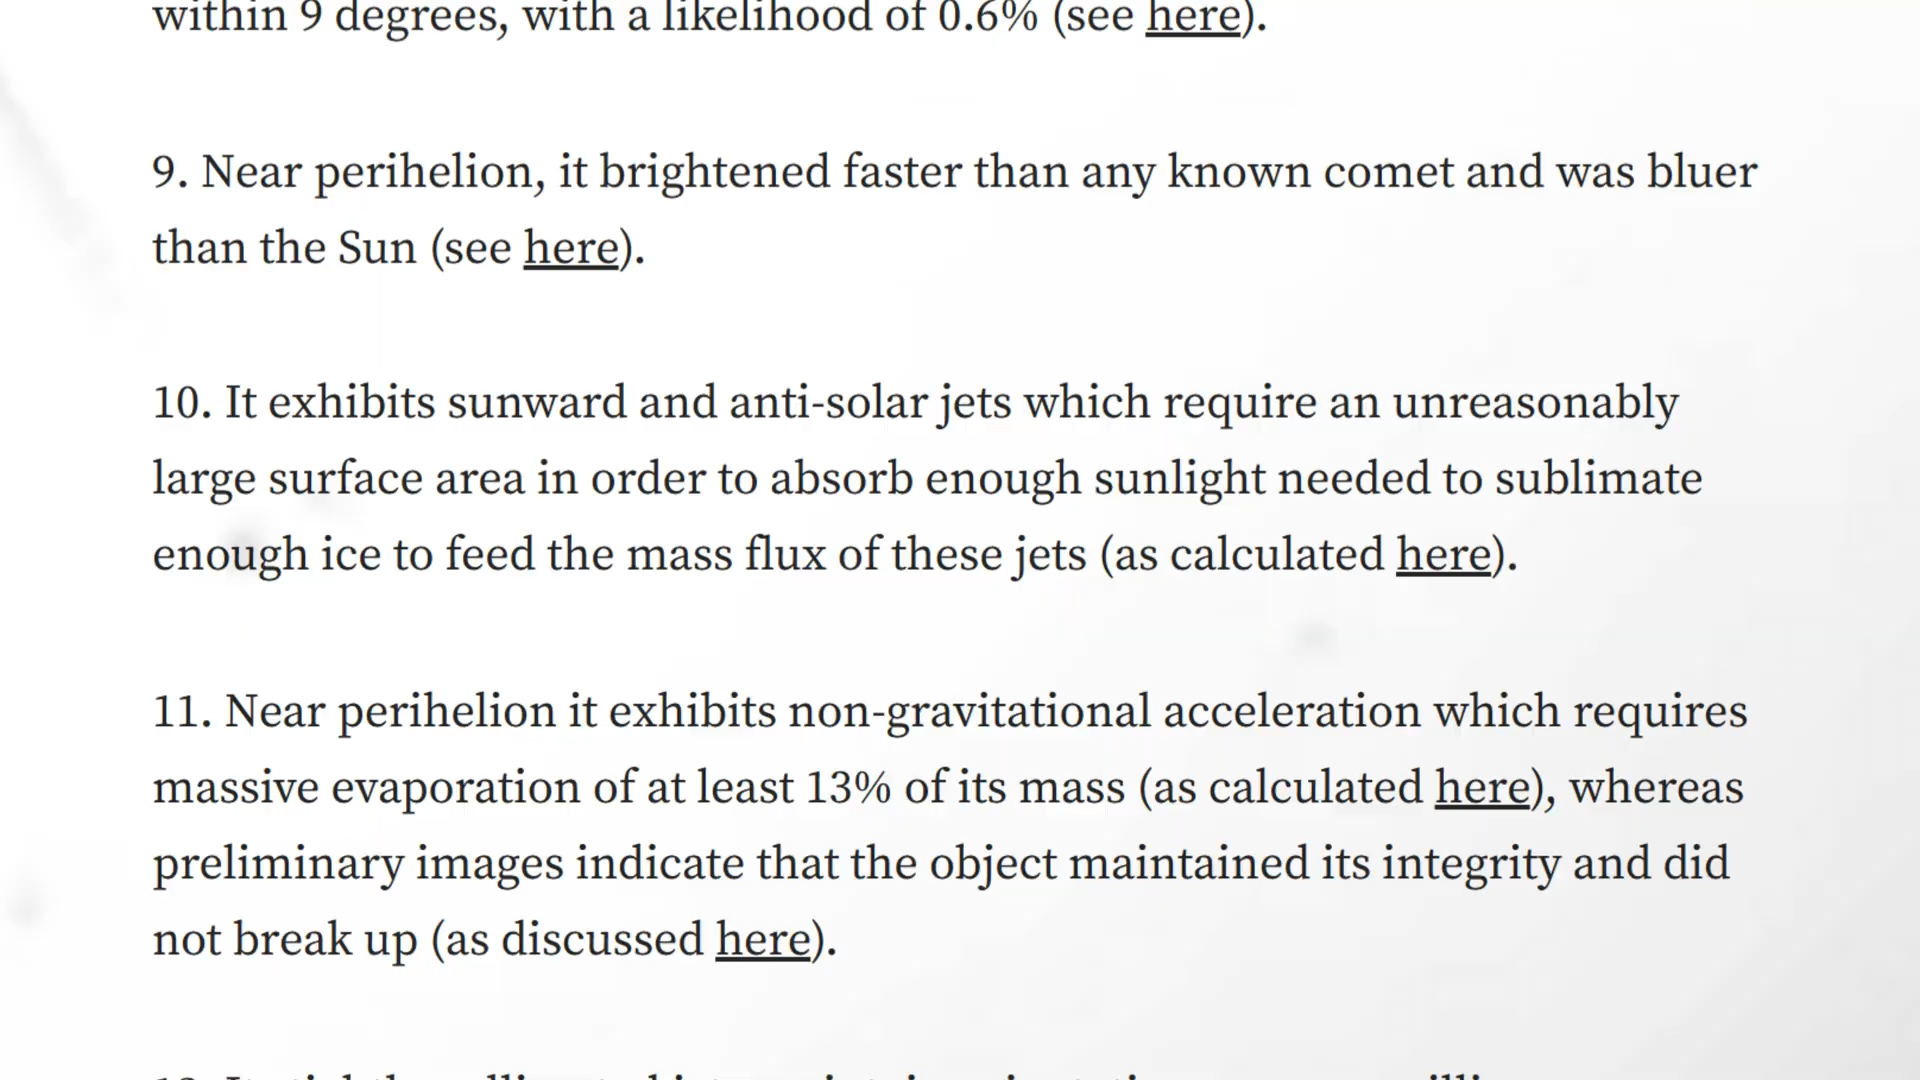 within 9 degrees, with a likelihood of 0.6% (see here).
9. Near perihelion, it brightened faster than any known comet and was bluer
than the Sun (see here).
10. It exhibits sunward and anti-solar jets which require an unreasonably
large surface area in order to absorb enough sunlight needed to sublimate
enough ice to feed the mass flux of these jets (as calculated here).
11. Near perihelion it exhibits non-gravitational acceleration which requires
massive evaporation of at least 13% of its mass (as calculated here), whereas
preliminary images indicate that the object maintained its integrity and did
not break up (as discussed here).